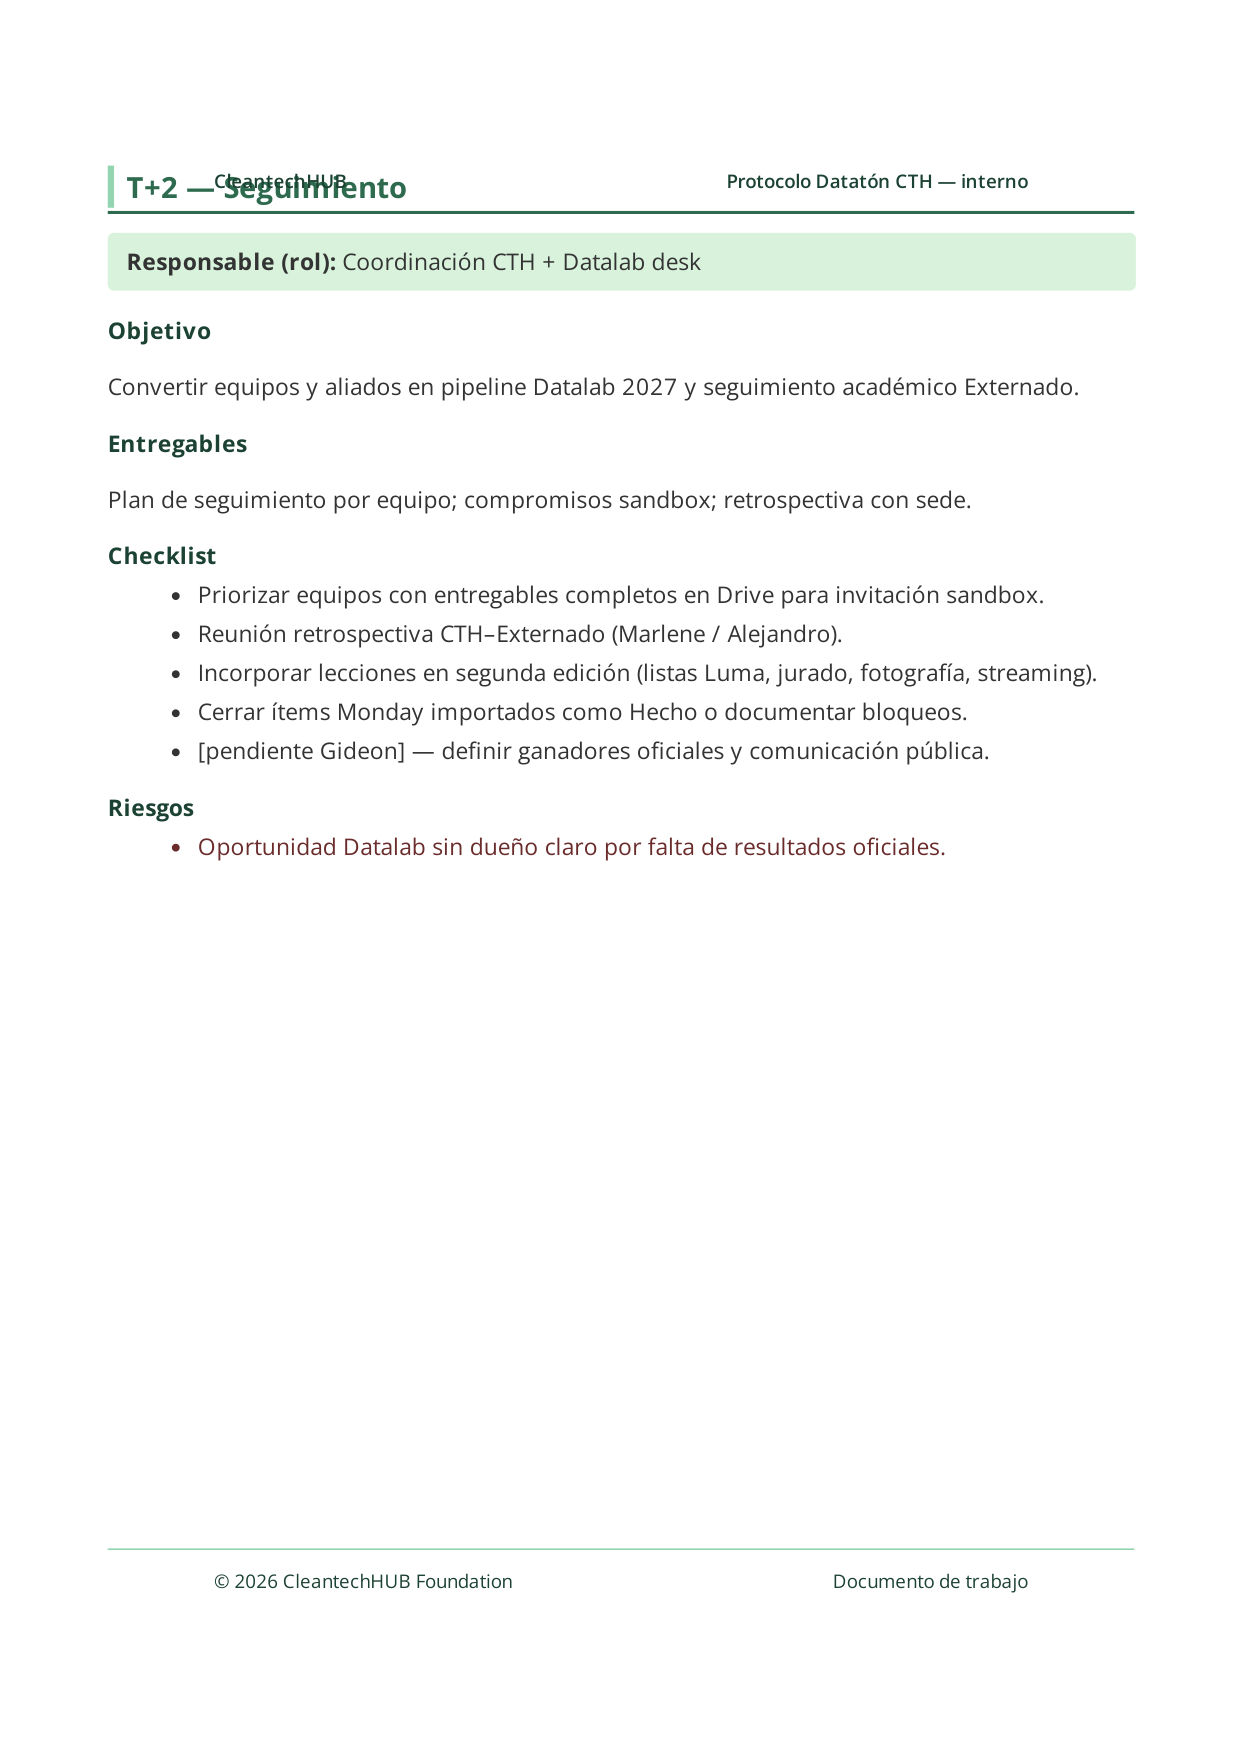 CleantechHUB
Protocolo Datatón CTH — interno
T+2 — Seguimiento
Responsable (rol): Coordinación CTH + Datalab desk
Objetivo
Convertir equipos y aliados en pipeline Datalab 2027 y seguimiento académico Externado.
Entregables
Plan de seguimiento por equipo; compromisos sandbox; retrospectiva con sede.
Checklist
• Priorizar equipos con entregables completos en Drive para invitación sandbox.
• Reunión retrospectiva CTH–Externado (Marlene / Alejandro).
• Incorporar lecciones en segunda edición (listas Luma, jurado, fotografía, streaming).
• Cerrar ítems Monday importados como Hecho o documentar bloqueos.
• [pendiente Gideon] — definir ganadores oficiales y comunicación pública.
Riesgos
• Oportunidad Datalab sin dueño claro por falta de resultados oficiales.
© 2026 CleantechHUB Foundation
Documento de trabajo